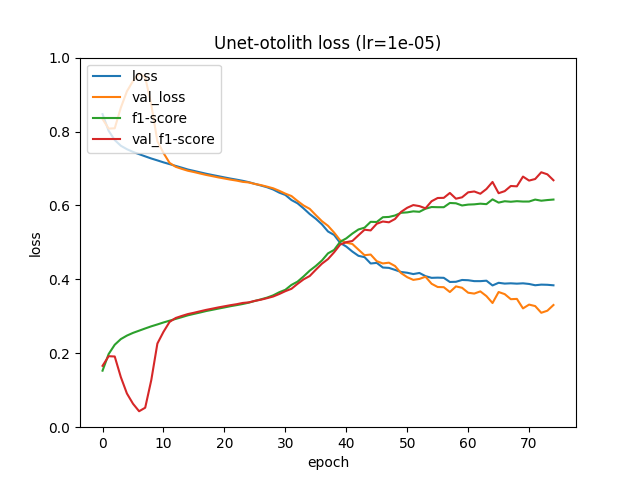 Unet-otolith loss (lr=1e-05)
loss
val_loss
f1-score
val_f1-score
1.0
0.8
0.6
0.4
0.2
0.0
loss
0 10 20 30 40 50 60 70
epoch